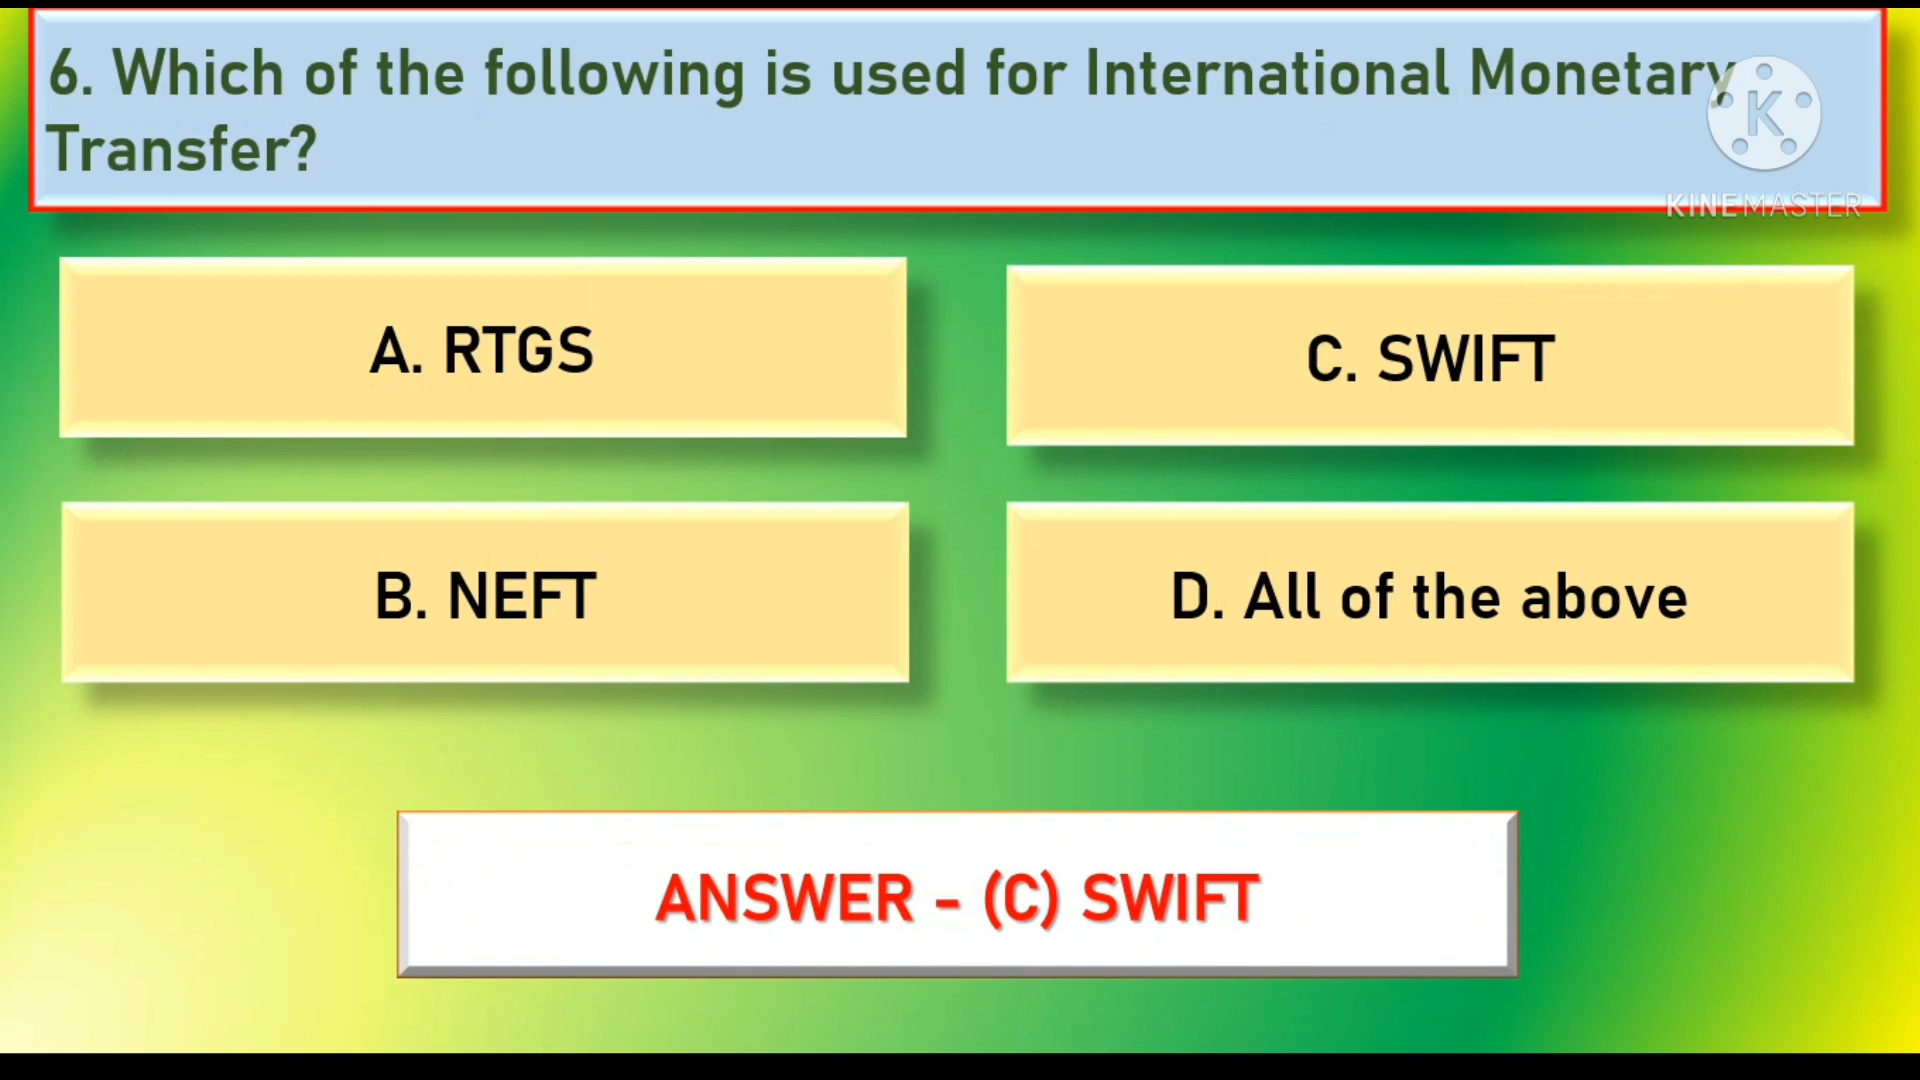 6. Which of the following is used for International Monetary
Transfer?
K
KINEMASTER
A. RTGS
C. SWIFT
B. NEFT
D. All of the above
ANSWER - (C) SWIFT